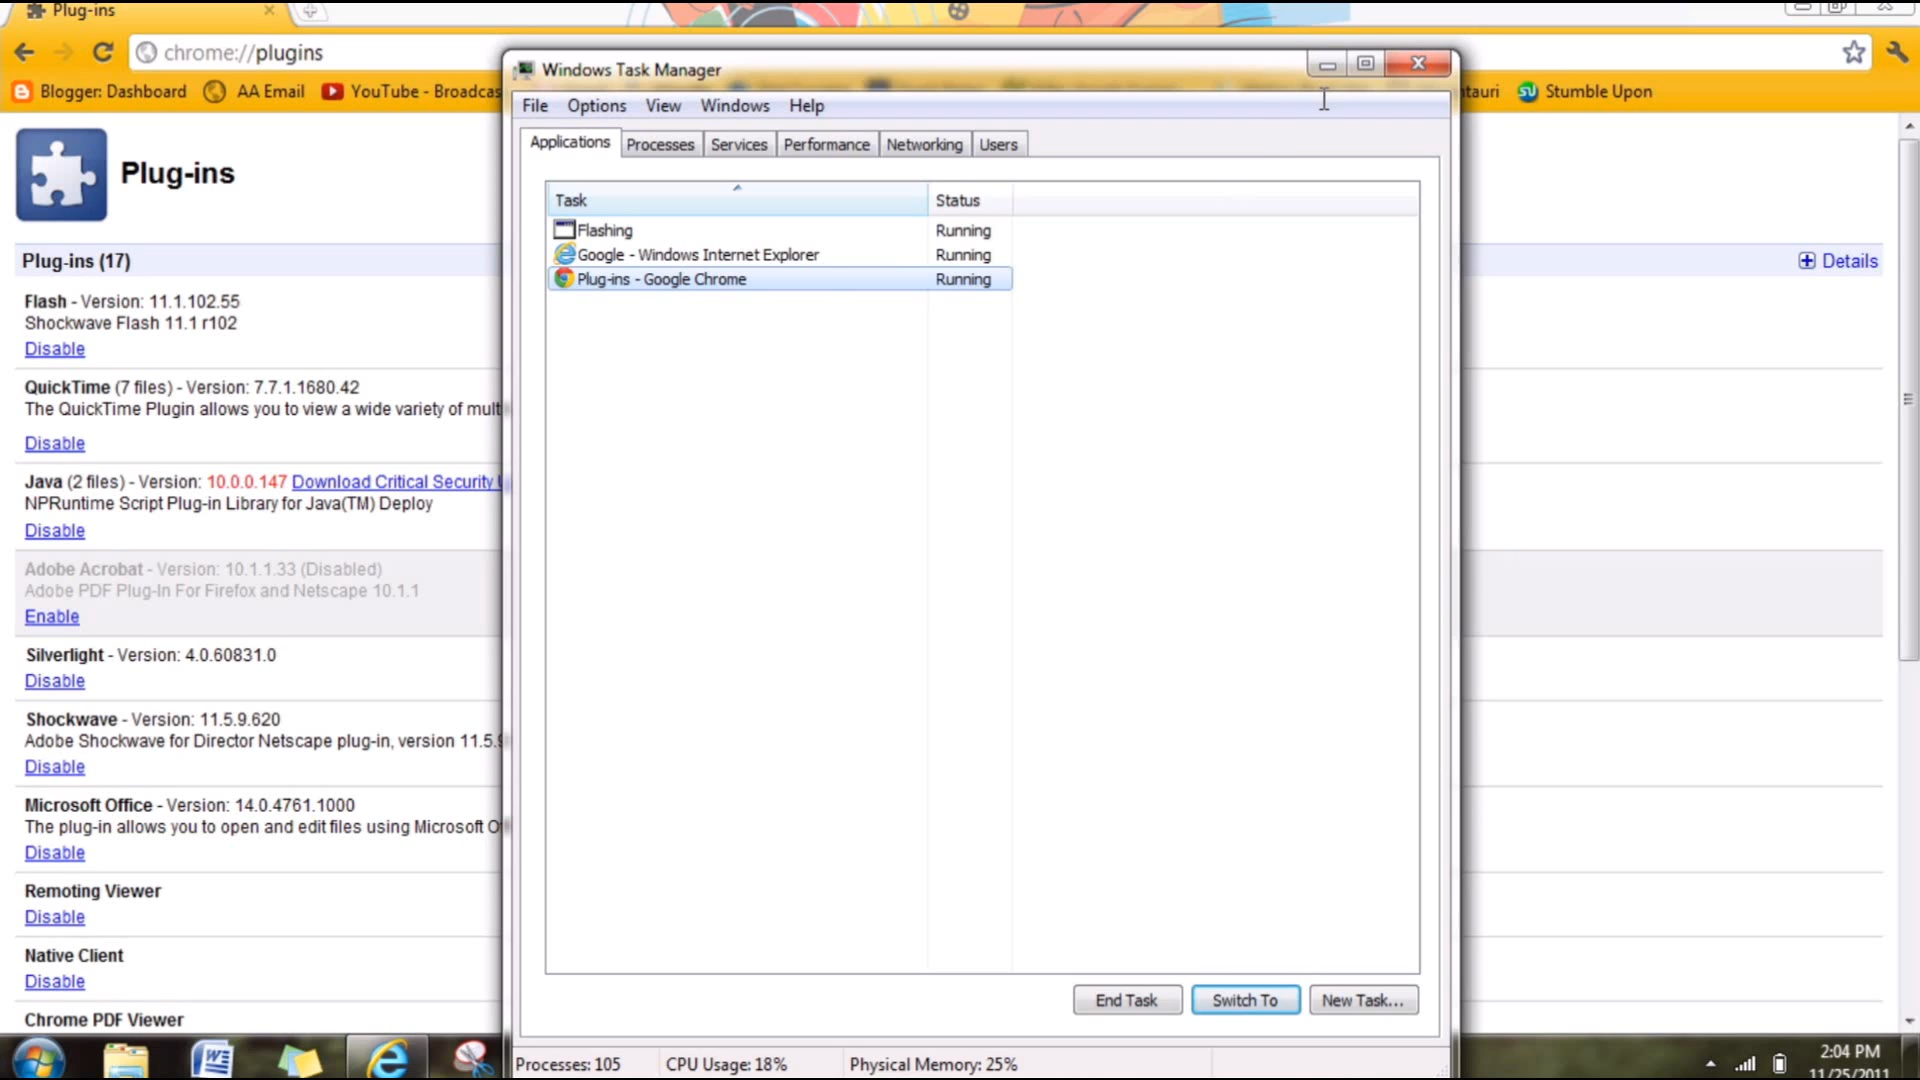 Plug-ins
chrome://plugins
Blogger: Dashboard
AA Email
YouTube - Broadcas
Stumble Upon
Windows Task Manager
File Options View Windows Help
Applications Processes Services Performance Networking Users
Task Status
Flashing Running
Google - Windows Internet Explorer Running
Plug-ins - Google Chrome Running
End Task Switch To New Task...
Processes: 105 CPU Usage: 18% Physical Memory: 25%
Plug-ins
Plug-ins (17)
Details
Flash - Version: 11.1.102.55
Shockwave Flash 11.1 r102
Disable
QuickTime (7 files) - Version: 7.7.1.1680.42
The QuickTime Plugin allows you to view a wide variety of mult
Disable
Java (2 files) - Version: 10.0.0.147 Download Critical Security
NPRuntime Script Plug-in Library for Java(TM) Deploy
Disable
Adobe Acrobat - Version: 10.1.1.33 (Disabled)
Adobe PDF Plug-In For Firefox and Netscape 10.1.1
Enable
Silverlight - Version: 4.0.60831.0
Disable
Shockwave - Version: 11.5.9.620
Adobe Shockwave for Director Netscape plug-in, version 11.5.9
Disable
Microsoft Office - Version: 14.0.4761.1000
The plug-in allows you to open and edit files using Microsoft O
Disable
Remoting Viewer
Disable
Native Client
Disable
Chrome PDF Viewer
2:04 PM
11/25/2011